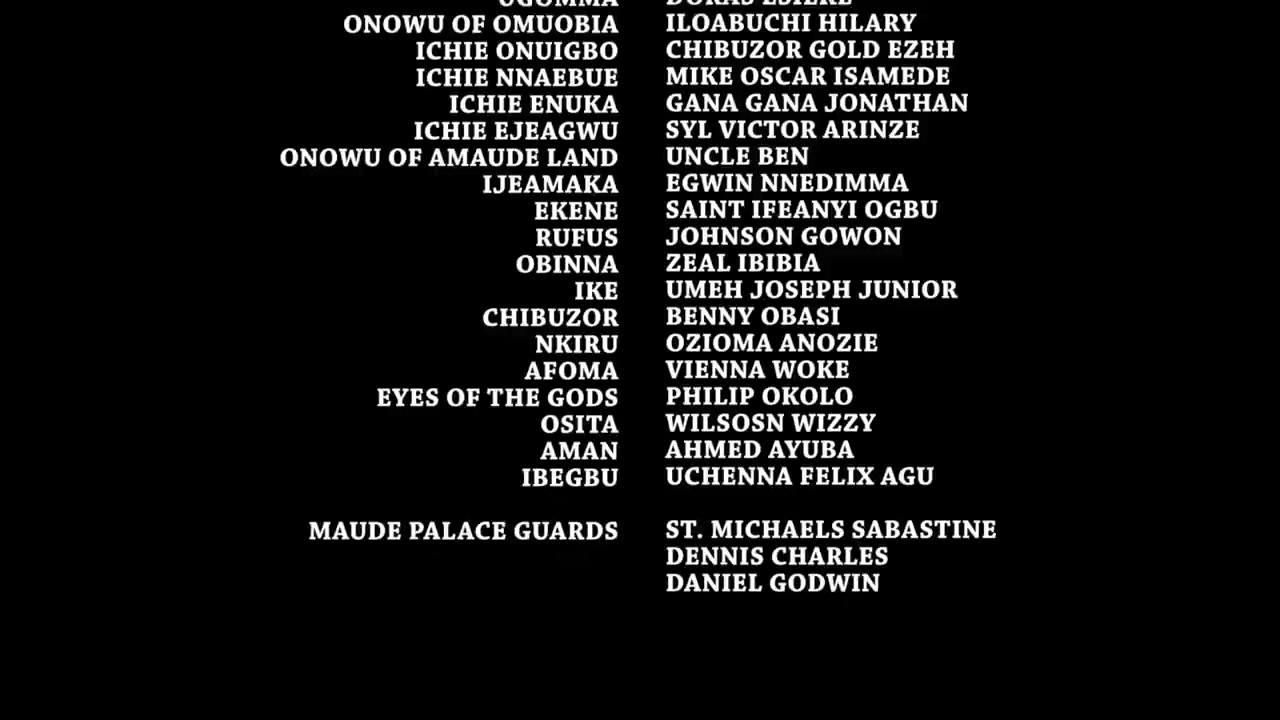 ONOWU OF OMUOBIA ILOABUCHI HILARY
ICHIE ONUIGBO CHIBUZOR GOLD EZEH
ICHIE NNAEBUE MIKE OSCAR ISAMEDE
ICHIE ENUKA GANA GANA JONATHAN
ICHIE EJEAGWU SYL VICTOR ARINZE
ONOWU OF AMAUDE LAND UNCLE BEN
IJEAMAKA EGWIN NNEDIMMA
EKENE SAINT IFEANYI OGBU
RUFUS JOHNSON GOWON
OBINNA ZEAL IBIBIA
IKE UMEH JOSEPH JUNIOR
CHIBUZOR BENNY OBASI
NKIRU OZIOMA ANOZIE
AFOMA VIENNA WOKE
EYES OF THE GODS PHILIP OKOLO
OSITA WILSOSN WIZZY
AMAN AHMED AYUBA
IBEGBU UCHENNA FELIX AGU
MAUDE PALACE GUARDS ST. MICHAELS SABASTINE
DENNIS CHARLES
DANIEL GODWIN